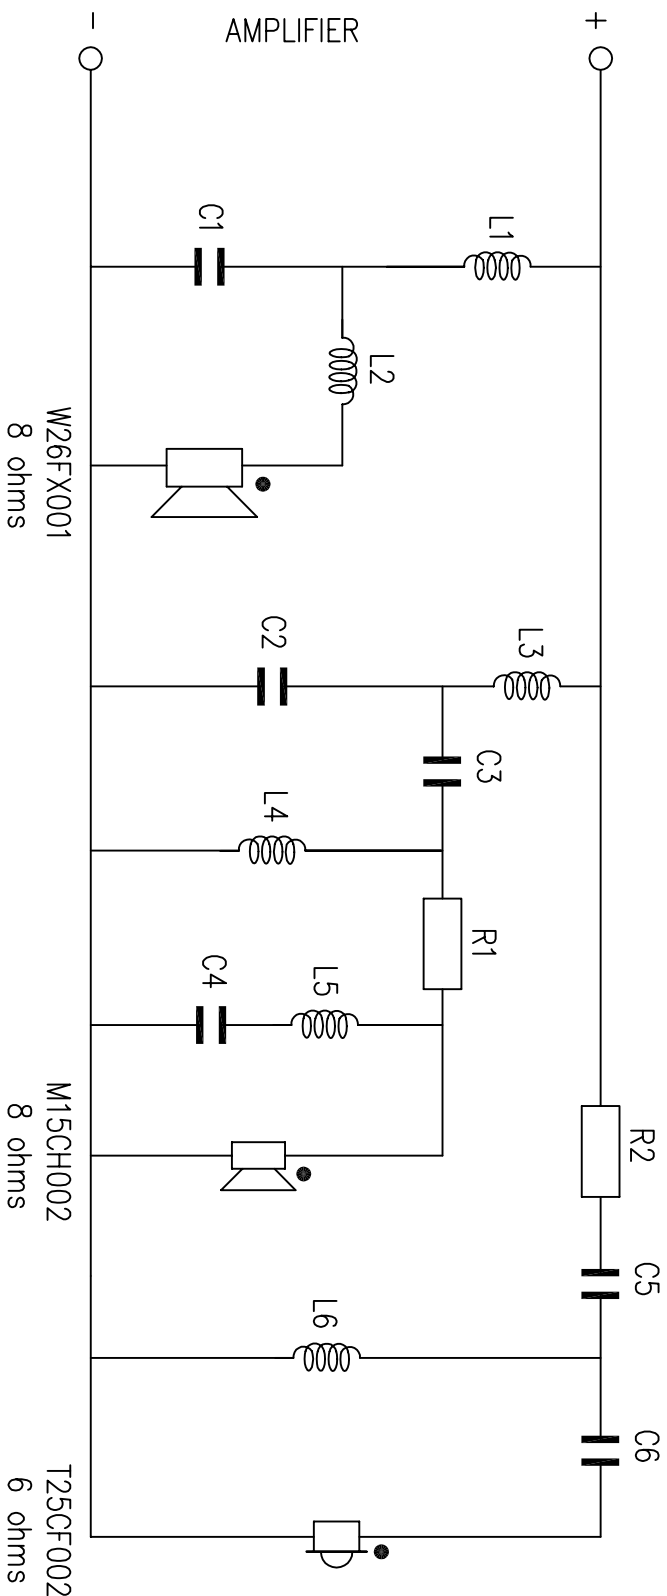 -
AMPLIFIER
+
C1
L1
L2
W26FX001
8 ohms
C2
L3
C3
L4
R1
C4
L5
M15CH002
8 ohms
R2
C5
L6
C6
T25CF002
6 ohms